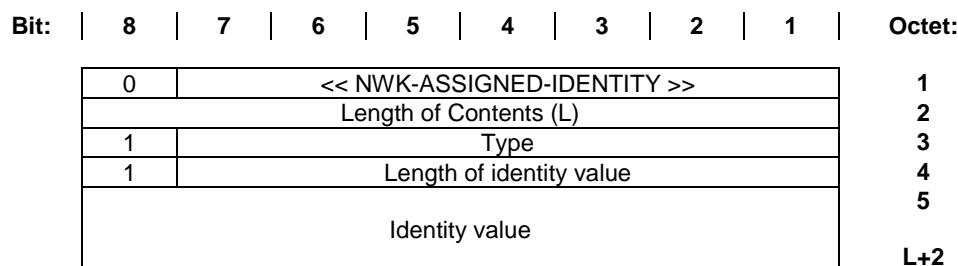 Bit: 8 7 6 5 4 3 2 1 Octet:
0 << NWK-ASSIGNED-IDENTITY >> 1
Length of Contents (L) 2
1 Type 3
1 Length of identity value 4
5
Identity value
L+2